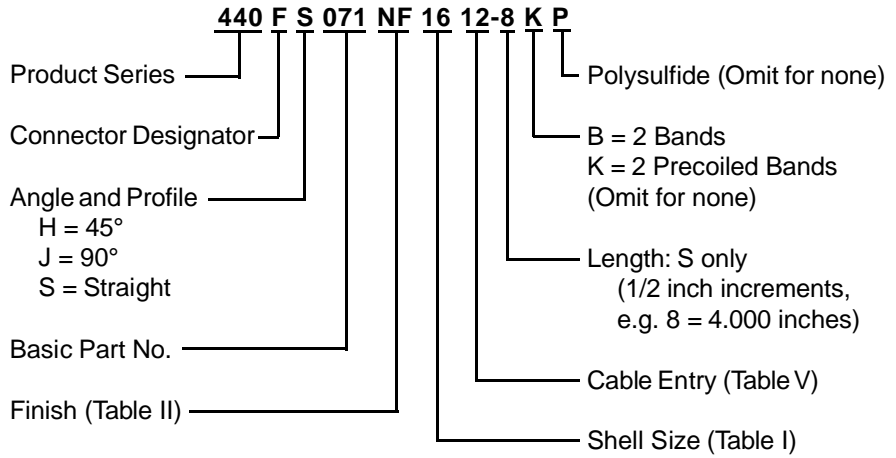 440 F S 071 NF 16 12-8 K P
Product Series
Connector Designator
Angle and Profile
H = 45°
J = 90°
S = Straight
Basic Part No.
Finish (Table II)
Polysulfide (Omit for none)
B = 2 Bands
K = 2 Precoiled Bands
(Omit for none)
Length: S only
(1/2 inch increments,
e.g. 8 = 4.000 inches)
Cable Entry (Table V)
Shell Size (Table I)